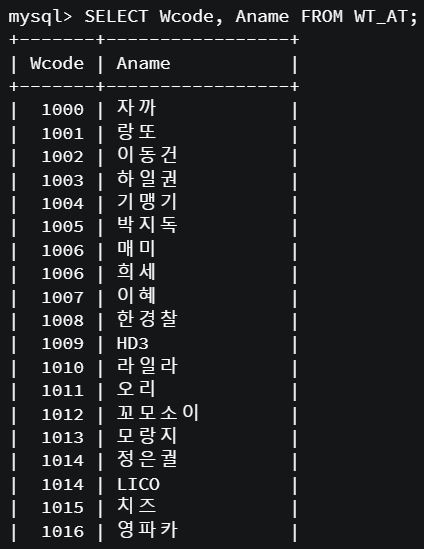 mysql> SELECT Wcode, Aname FROM WT_AT;
+-------+-----------------+
| Wcode | Aname           |
+-------+-----------------+
|  1000 | 자까            |
|  1001 | 랑또            |
|  1002 | 이동건          |
|  1003 | 하일권          |
|  1004 | 기맹기          |
|  1005 | 박지독          |
|  1006 | 매미            |
|  1006 | 희세            |
|  1007 | 이혜            |
|  1008 | 한경찰          |
|  1009 | HD3             |
|  1010 | 라일라          |
|  1011 | 오리            |
|  1012 | 꼬모소이        |
|  1013 | 모랑지          |
|  1014 | 정은궐          |
|  1014 | LICO            |
|  1015 | 치즈            |
|  1016 | 영파카          |